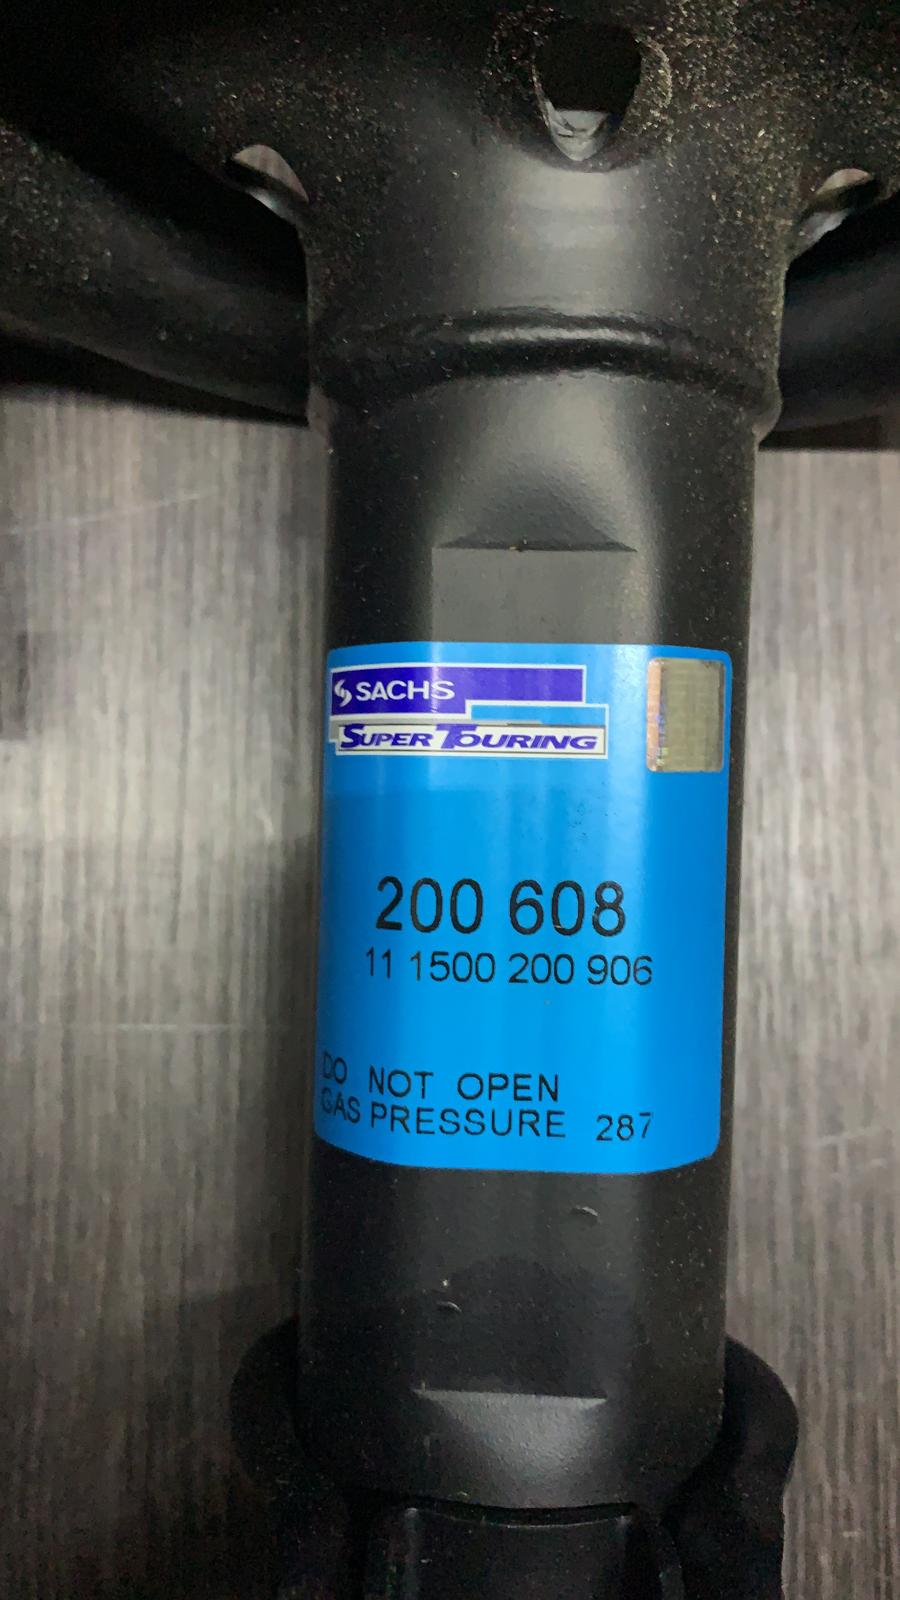 SACHS
SUPER TOURING
200 608
11 1500 200 906
DO NOT OPEN
GAS PRESSURE 287